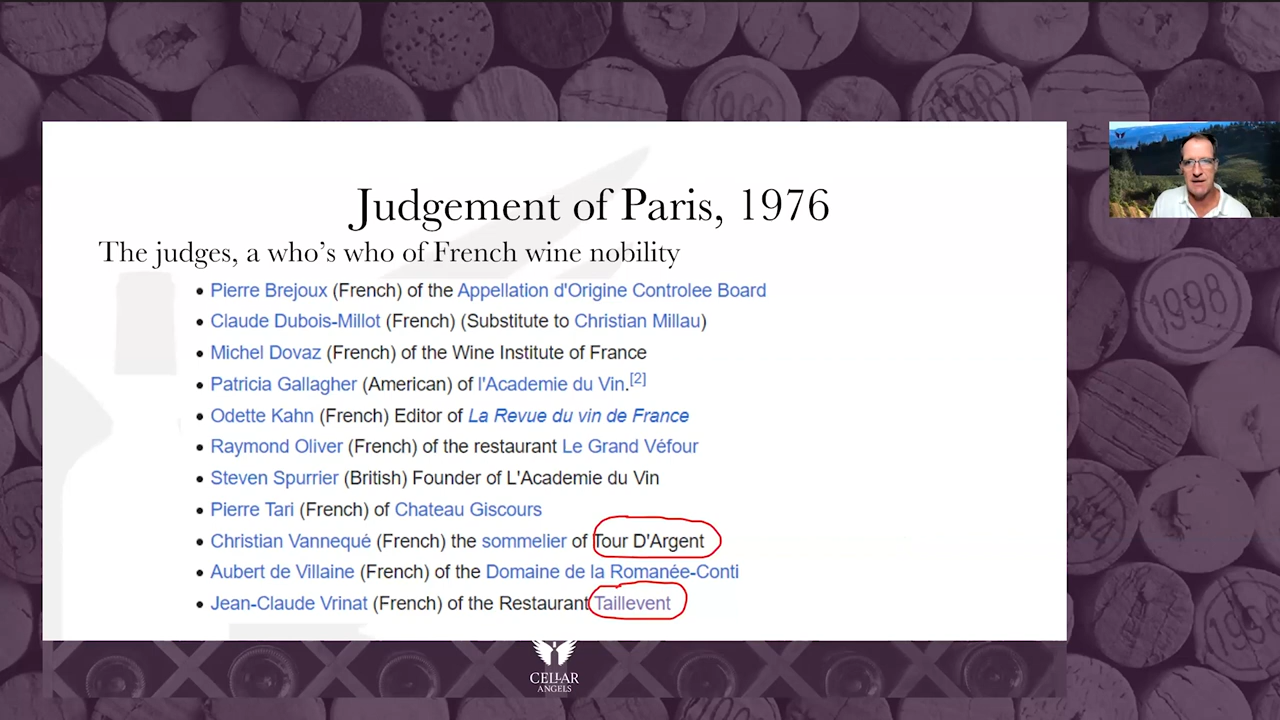 Judgement of Paris, 1976
The judges, a who's who of French wine nobility
• Pierre Brejoux (French) of the Appellation d'Origine Controlee Board
• Claude Dubois-Millot (French) (Substitute to Christian Millau)
• Michel Dovaz (French) of the Wine Institute of France
• Patricia Gallagher (American) of l'Academie du Vin.[2]
• Odette Kahn (French) Editor of La Revue du vin de France
• Raymond Oliver (French) of the restaurant Le Grand Véfour
• Steven Spurrier (British) Founder of L'Academie du Vin
• Pierre Tari (French) of Chateau Giscours
• Christian Vannequé (French) the sommelier of Tour D'Argent
• Aubert de Villaine (French) of the Domaine de la Romanée-Conti
• Jean-Claude Vrinat (French) of the Restaurant Taillevent
CELLAR
ANGELS
1998
1998